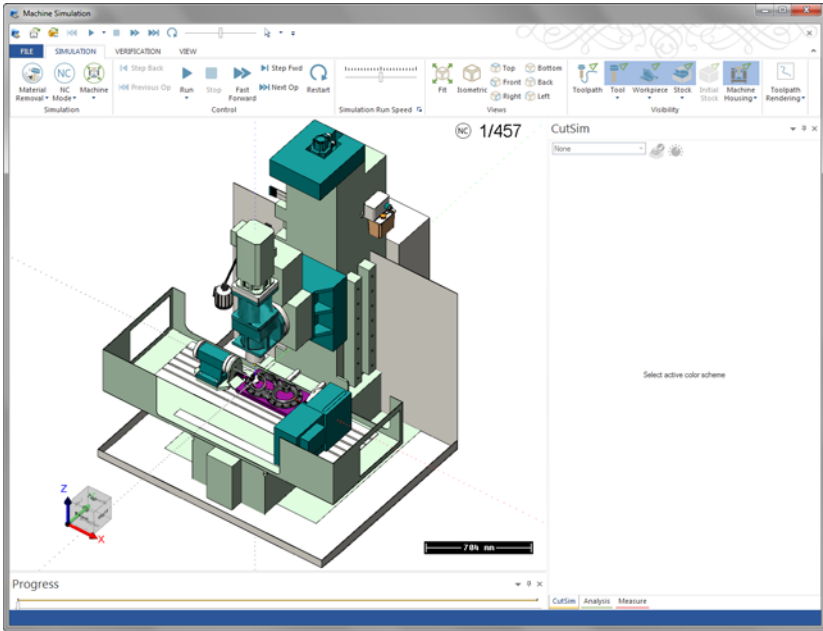 Machine Simulation
FILE SIMULATION VERIFICATION VIEW
Material Removal
NC Mode
Machine
Simulation
Step Back
Previous Op
Run
Stop
Fast Forward
Step Fwd
Next Op
Restart
Control
Simulation Run Speed
Fit
Isometric
Top
Front
Right
Bottom
Back
Left
Views
Toolpath
Tool
Workpiece
Stock
Initial Stock
Machine Housing
Visibility
Toolpath Rendering
NC 1/457
CutSim
None
Select active color scheme
Z
X
704 mm
Progress
CutSim Analysis Measure